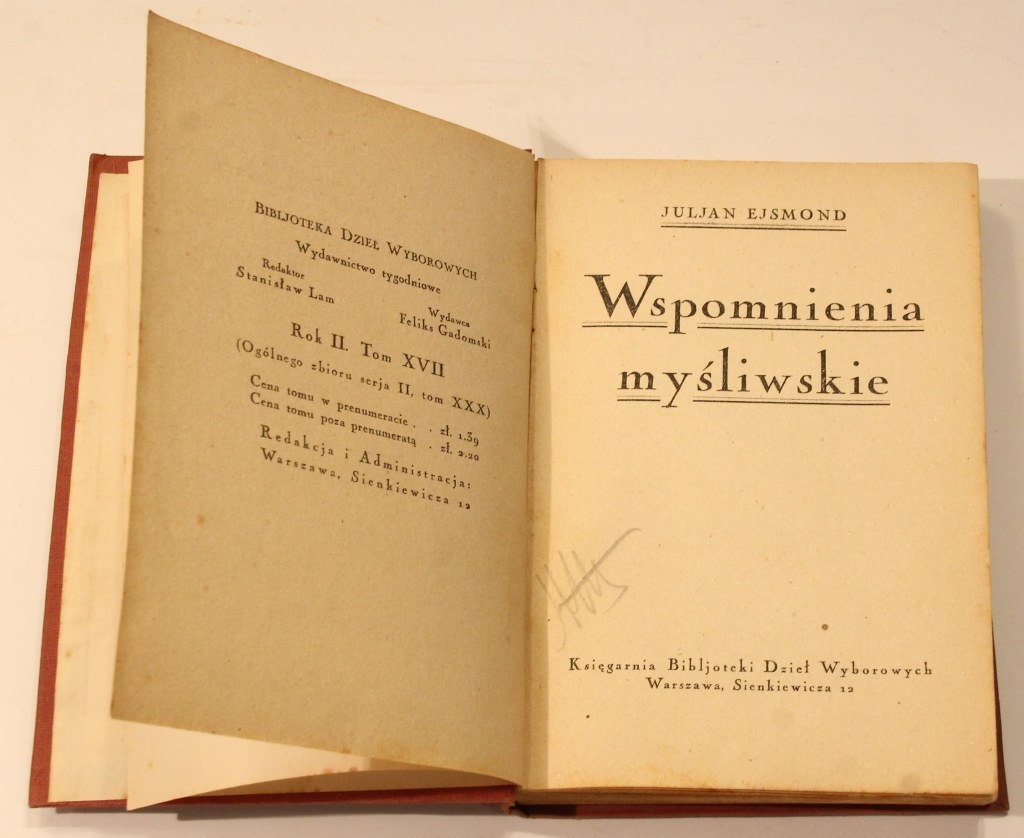 BIBLJOTEKA DZIEŁ WYBOROWYCH
Wydawnictwo tygodniowe
Redaktor
Stanisław Lam
Wydawca
Feliks Gadomski
Rok II. Tom XVII
(Ogólnego zbioru serja II, tom XXX)
Cena tomu w prenumeracie . . zł. 1.39
Cena tomu poza prenumeratą . zł. 2.20
Redakcja i Administracja:
Warszawa, Sienkiewicza 12
JULJAN EJSMOND
Wspomnienia
myśliwskie
Księgarnia Bibljoteki Dzieł Wyborowych
Warszawa, Sienkiewicza 12